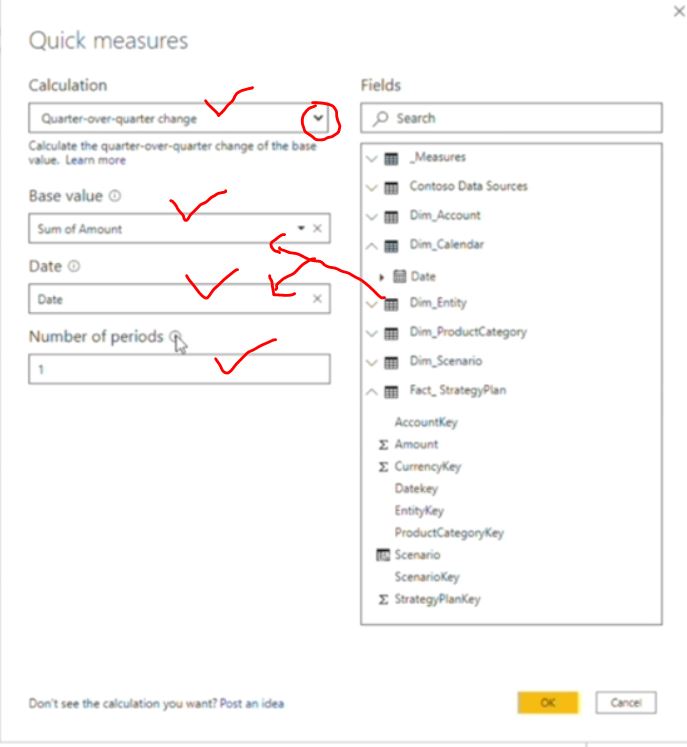 Quick measures
Calculation
Quarter-over-quarter change
Calculate the quarter-over-quarter change of the base
value. Learn more
Base value
Sum of Amount
Date
Date
Number of periods
1
Fields
Search
_Measures
Contoso Data Sources
Dim_Account
Dim_Calendar
Date
Dim_Entity
Dim_ProductCategory
Dim_Scenario
Fact_ StrategyPlan
AccountKey
Σ Amount
Σ CurrencyKey
Datekey
EntityKey
ProductCategoryKey
Scenario
ScenarioKey
Σ StrategyPlanKey
Don't see the calculation you want? Post an idea
OK
Cancel